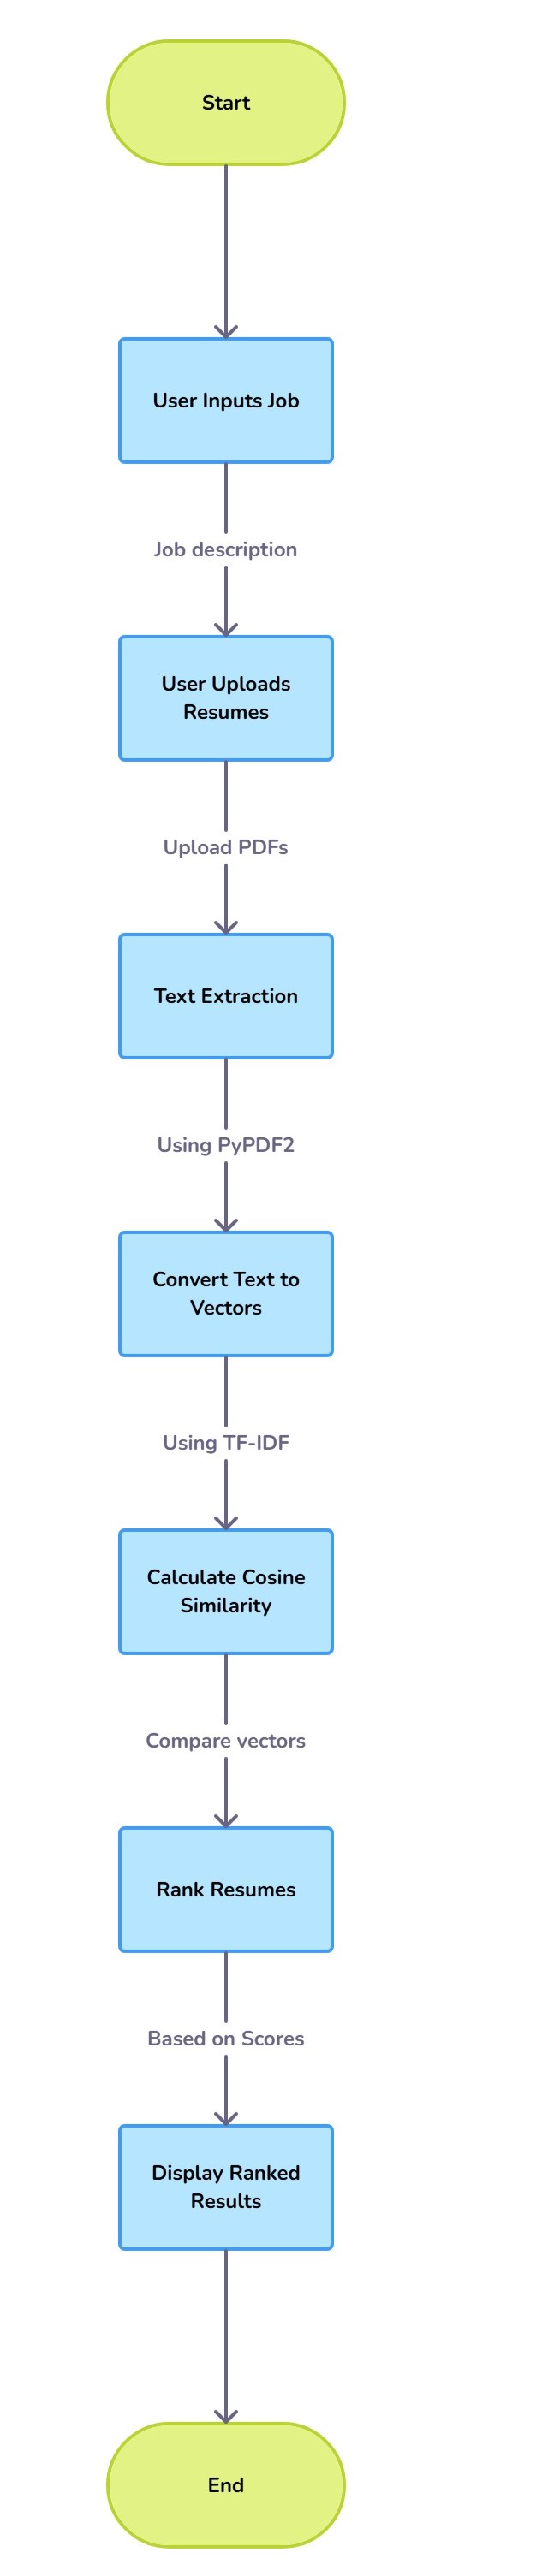 Start
User Inputs Job
Job description
User Uploads
Resumes
Upload PDFs
Text Extraction
Using PyPDF2
Convert Text to
Vectors
Using TF-IDF
Calculate Cosine
Similarity
Compare vectors
Rank Resumes
Based on Scores
Display Ranked
Results
End